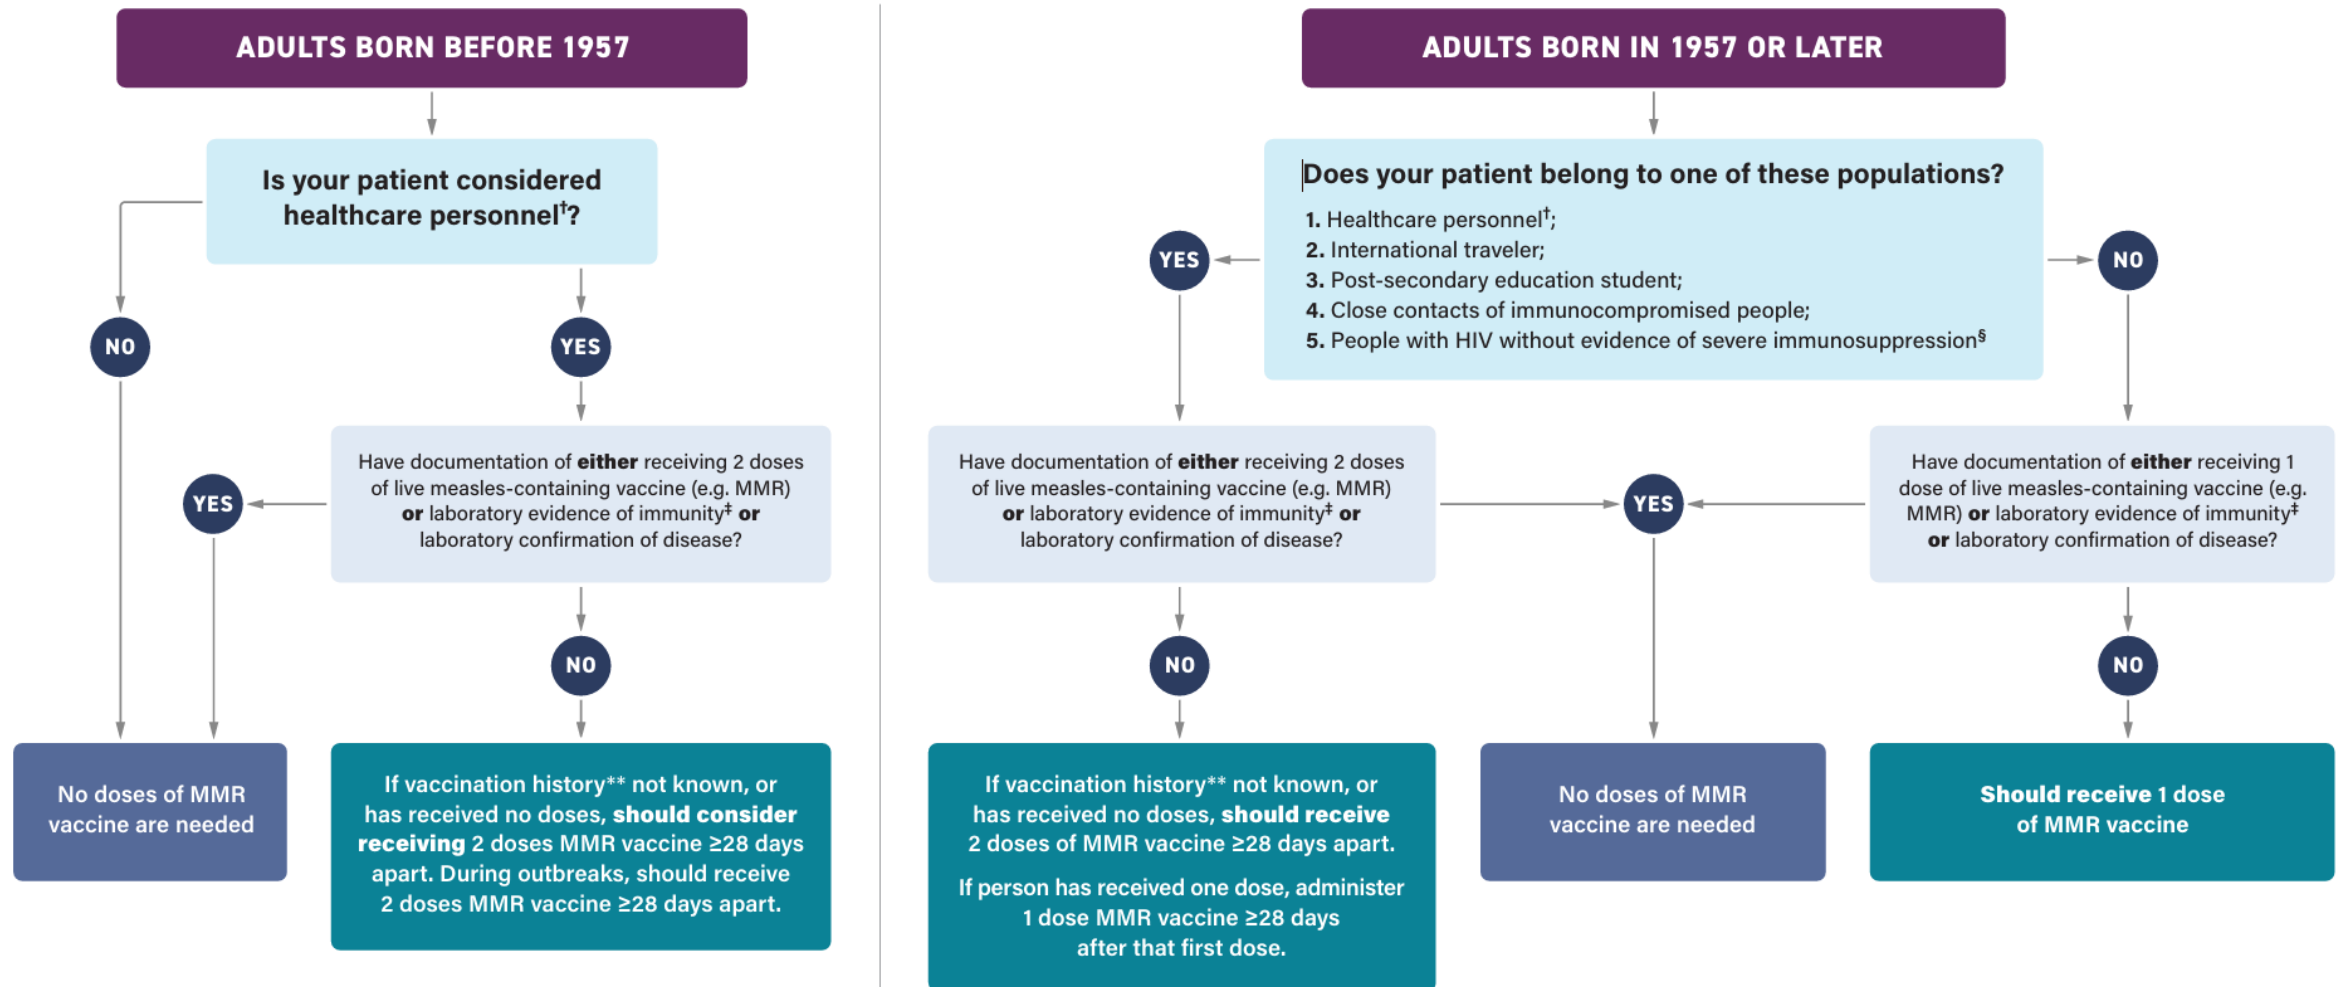 ADULTS BORN BEFORE 1957
Is your patient considered
healthcare personnel†?
NO
YES
YES
Have documentation of either receiving 2 doses
of live measles-containing vaccine (e.g. MMR)
or laboratory evidence of immunity‡ or
laboratory confirmation of disease?
NO
No doses of MMR
vaccine are needed
If vaccination history** not known, or
has received no doses, should consider
receiving 2 doses MMR vaccine ≥28 days
apart. During outbreaks, should receive
2 doses MMR vaccine ≥28 days apart.
ADULTS BORN IN 1957 OR LATER
Does your patient belong to one of these populations?
1. Healthcare personnel†;
2. International traveler;
3. Post-secondary education student;
4. Close contacts of immunocompromised people;
5. People with HIV without evidence of severe immunosuppression§
YES
NO
Have documentation of either receiving 2 doses
of live measles-containing vaccine (e.g. MMR)
or laboratory evidence of immunity‡ or
laboratory confirmation of disease?
YES
Have documentation of either receiving 1
dose of live measles-containing vaccine (e.g.
MMR) or laboratory evidence of immunity‡
or laboratory confirmation of disease?
NO
NO
If vaccination history** not known, or
has received no doses, should receive
2 doses of MMR vaccine ≥28 days apart.
If person has received one dose, administer
1 dose MMR vaccine ≥28 days
after that first dose.
No doses of MMR
vaccine are needed
Should receive 1 dose
of MMR vaccine